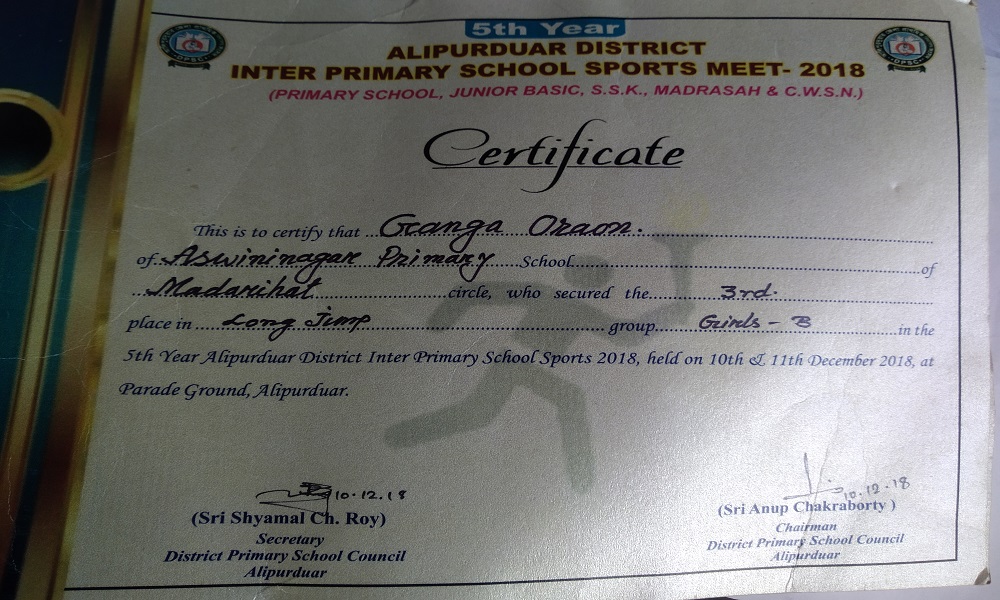 5th Year
ALIPURDUAR DISTRICT
INTER PRIMARY SCHOOL SPORTS MEET- 2018
(PRIMARY SCHOOL, JUNIOR BASIC, S.S.K., MADRASAH & C.W.S.N.)
Certificate
This is to certify that Ganga Oraon.
of Aswininagar Primary School of
Madarihat circle, who secured the 3rd.
place in Long Jump group Girls - B in the
5th Year Alipurduar District Inter Primary School Sports 2018, held on 10th & 11th December 2018, at
Parade Ground, Alipurduar.
10.12.18
(Sri Shyamal Ch. Roy)
Secretary
District Primary School Council
Alipurduar
10.12.18
(Sri Anup Chakraborty )
Chairman
District Primary School Council
Alipurduar